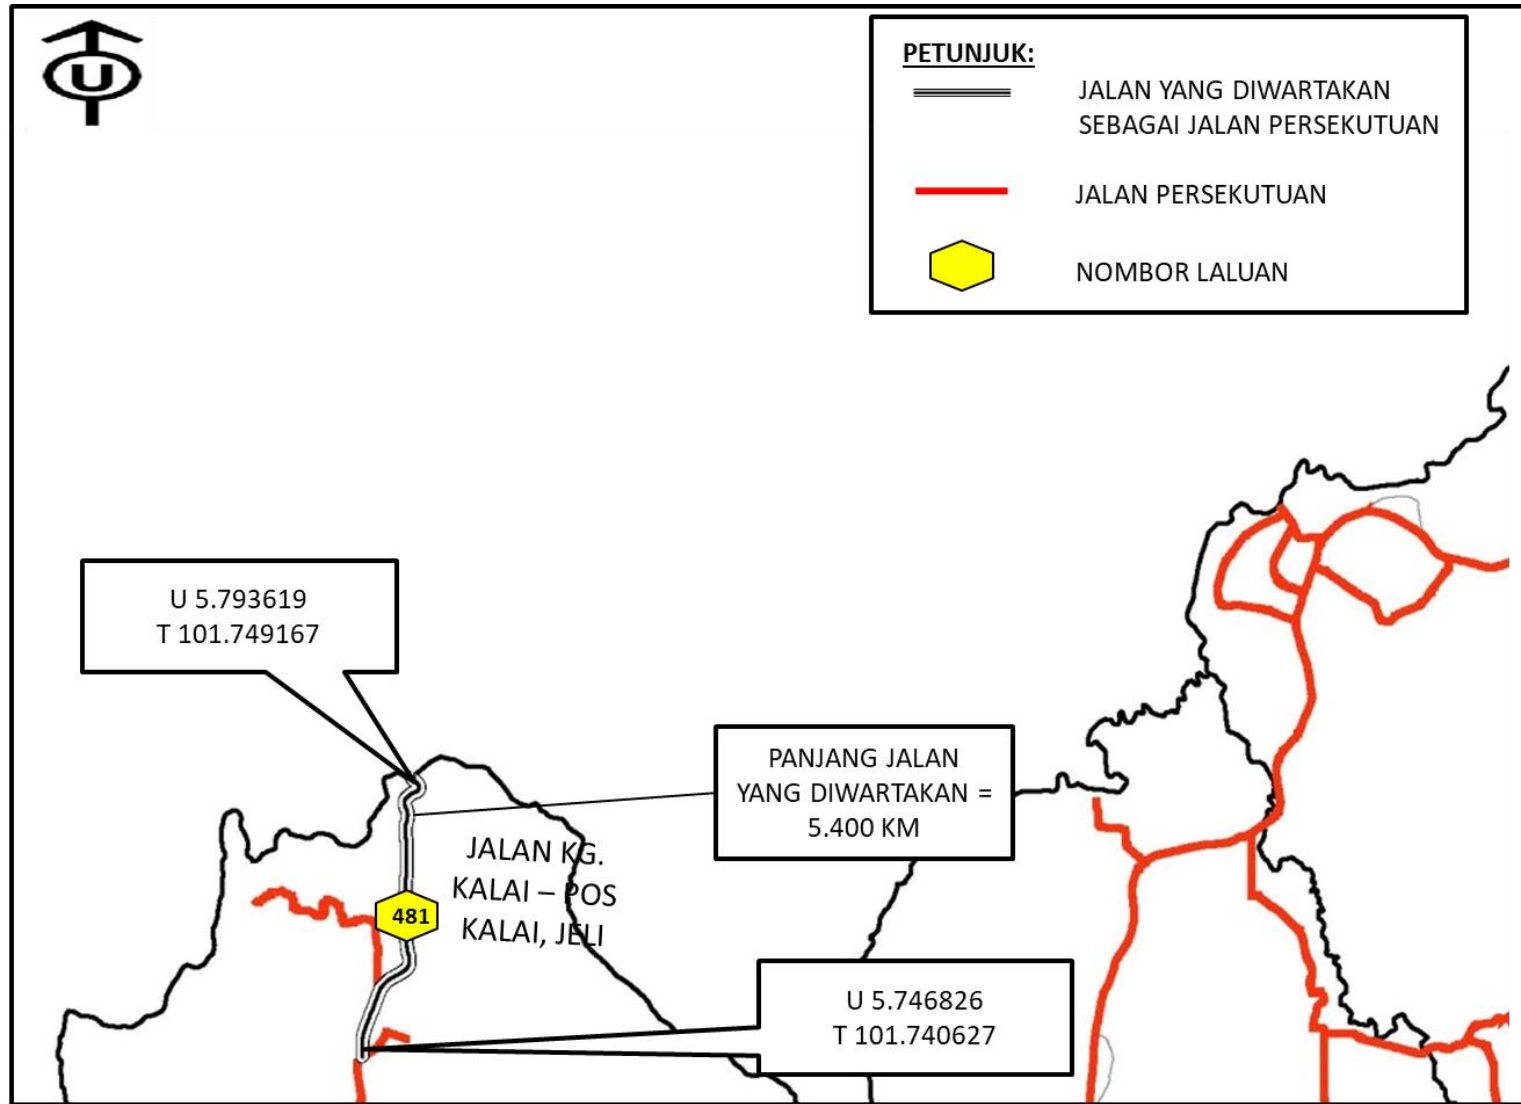 U
PETUNJUK:
JALAN YANG DIWARTAKAN
SEBAGAI JALAN PERSEKUTUAN
JALAN PERSEKUTUAN
NOMBOR LALUAN
U 5.793619
T 101.749167
PANJANG JALAN
YANG DIWARTAKAN =
5.400 KM
JALAN KG.
KALAI – POS
KALAI, JELI
481
U 5.746826
T 101.740627